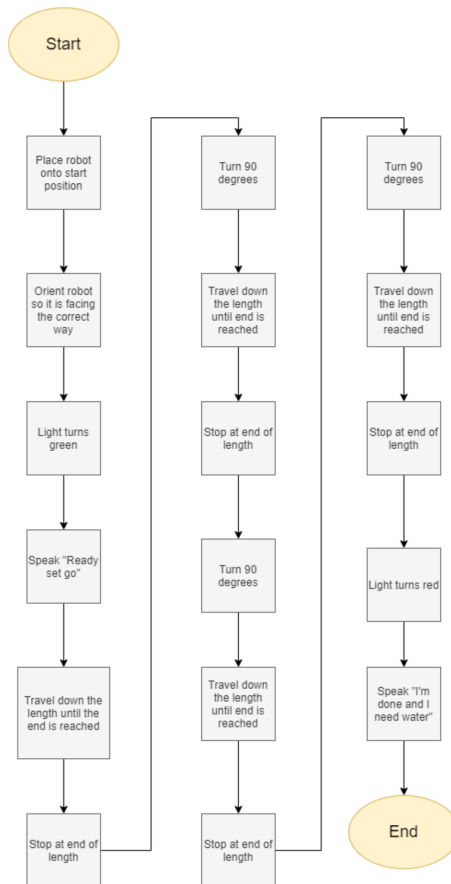 Start
Place robot
onto start
position
Orient robot
so it is facing
the correct
way
Light turns
green
Speak "Ready
set go"
Travel down the
length until the
end is reached
Stop at end of
length
Turn 90
degrees
Travel down
the length
until end is
reached
Stop at end of
length
Turn 90
degrees
Travel down
the length
until end is
reached
Stop at end of
length
Turn 90
degrees
Travel down
the length
until end is
reached
Stop at end of
length
Light turns red
Speak "I'm
done and I
need water"
End